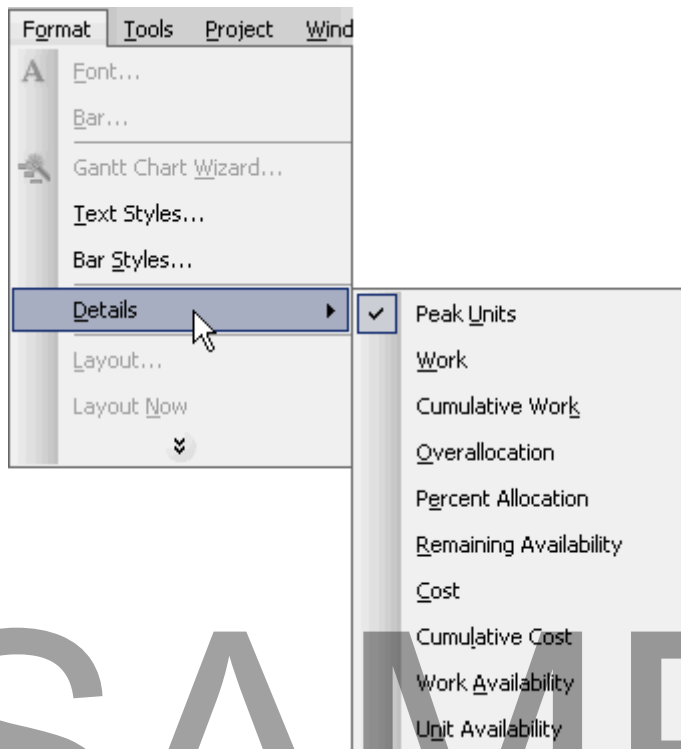 Format Tools Project Wind
A Font...
Bar...
Gantt Chart Wizard...
Text Styles...
Bar Styles...
Details
Layout...
Layout Now
Peak Units
Work
Cumulative Work
Overallocation
Percent Allocation
Remaining Availability
Cost
Cumulative Cost
Work Availability
Unit Availability
SAMP